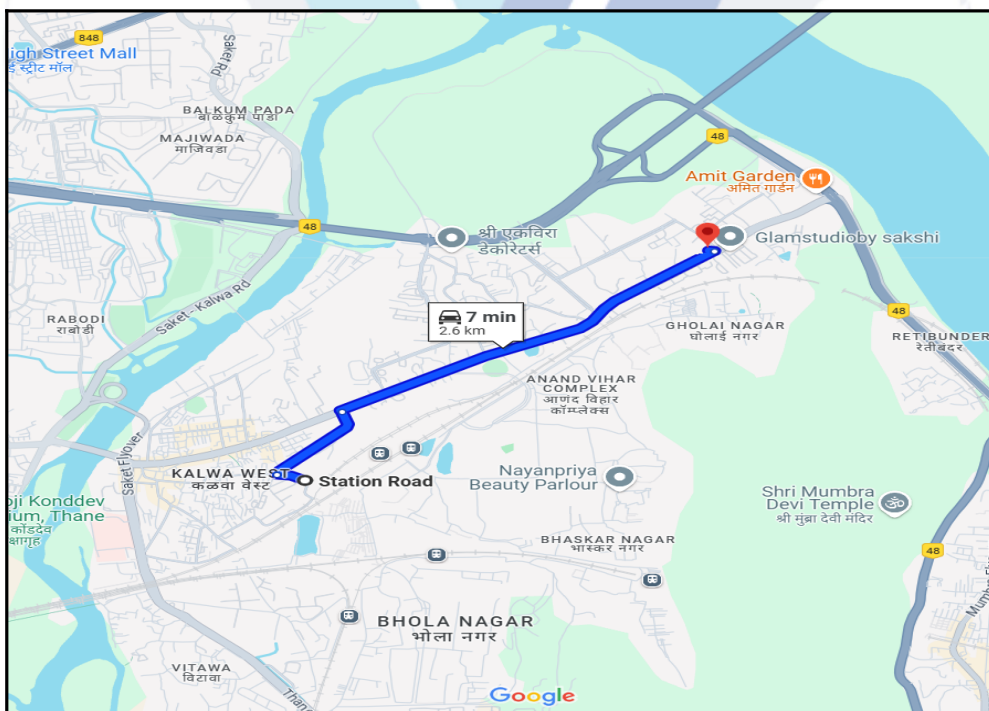 848
igh Street Mall
ई स्ट्रीट मॉल
Saket Rd
BALKUM PADA
बाळकुम पाडा
MAJIWADA
माजिवडा
48
Amit Garden
अमित गार्डन
48
श्री एकविरा
डेकोरेटर्स
Glamstudioby sakshi
Saket - Kalwa Rd
RABODI
राबोडी
7 min
2.6 km
48
GHOLAI NAGAR
घोलाई नगर
RETIBUNDER
रेतीबंदर
ANAND VIHAR
COMPLEX
आणंद विहार
कॉम्प्लेक्स
Saket Flyover
KALWA WEST
कळवा वेस्ट
Station Road
Nayanpriya
Beauty Parlour
oji Konddev
ium, Thane
कोंडदेव
क्षागृह
Shri Mumbra
Devi Temple
श्री मुंब्रा देवी मंदिर
BHASKAR NAGAR
भास्कर नगर
48
BHOLA NAGAR
भोला नगर
VITAWA
विटावा
Google